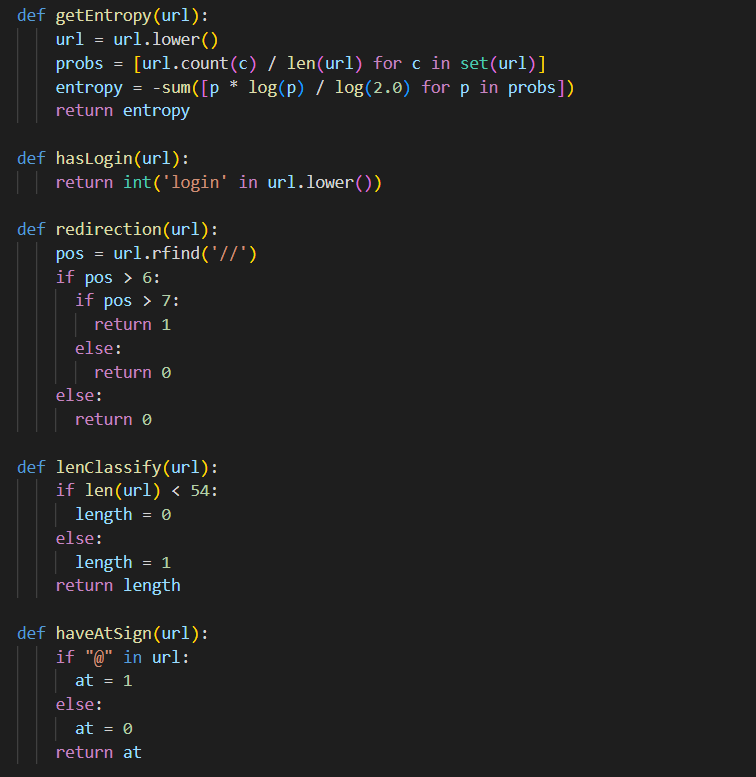 def getEntropy(url):
    url = url.lower()
    probs = [url.count(c) / len(url) for c in set(url)]
    entropy = -sum([p * log(p) / log(2.0) for p in probs])
    return entropy

def hasLogin(url):
    return int('login' in url.lower())

def redirection(url):
    pos = url.rfind('//')
    if pos > 6:
      if pos > 7:
        return 1
      else:
        return 0
    else:
      return 0

def lenClassify(url):
    if len(url) < 54:
      length = 0
    else:
      length = 1
    return length

def haveAtSign(url):
    if "@" in url:
      at = 1
    else:
      at = 0
    return at